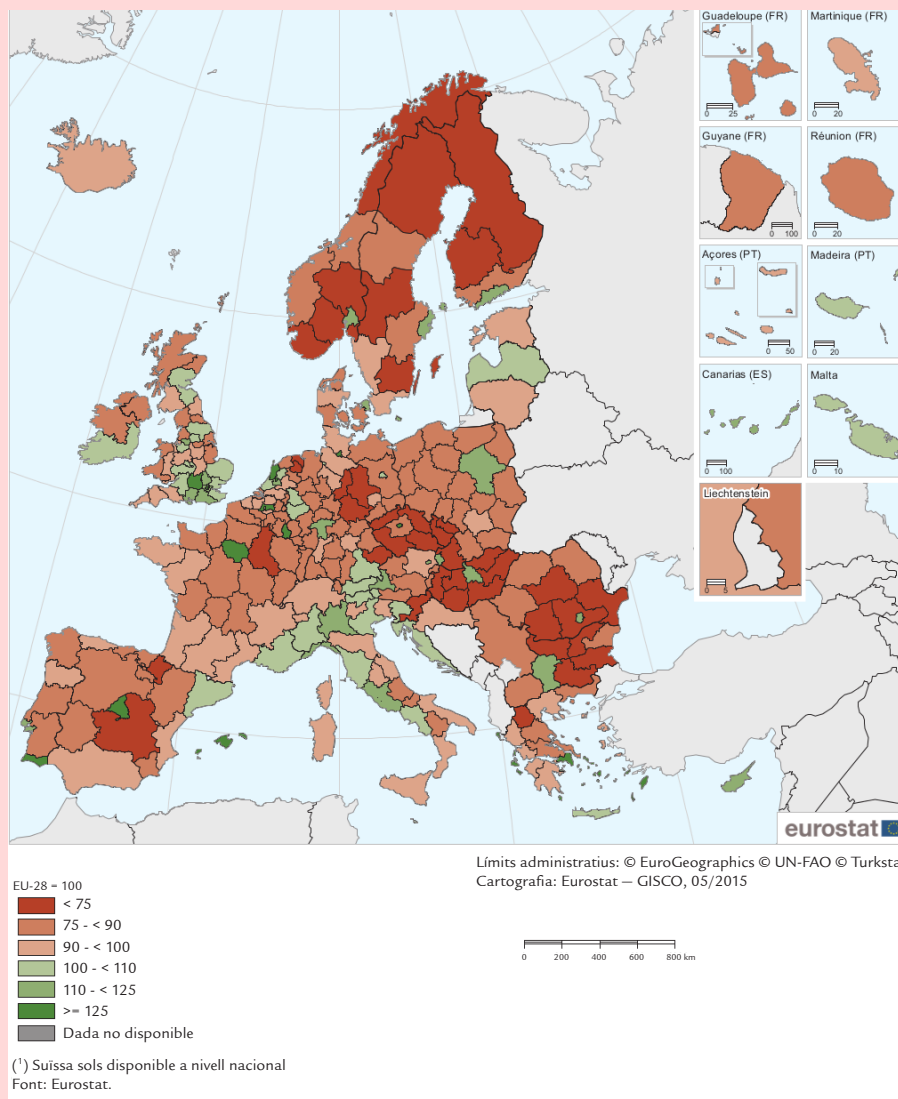 Guadeloupe (FR)
0 25
Martinique (FR)
0 20
Guyane (FR)
0 100
Réunion (FR)
0 20
Açores (PT)
0 50
Madeira (PT)
0 20
Canarias (ES)
0 100
Malta
0 10
Liechtenstein
0 5
eurostat
Límits administratius: © EuroGeographics © UN-FAO © Turksta
Cartografia: Eurostat — GISCO, 05/2015
EU-28 = 100
< 75
75 - < 90
90 - < 100
100 - < 110
110 - < 125
>= 125
Dada no disponible
0 200 400 600 800 km
(¹) Suïssa sols disponible a nivell nacional
Font: Eurostat.